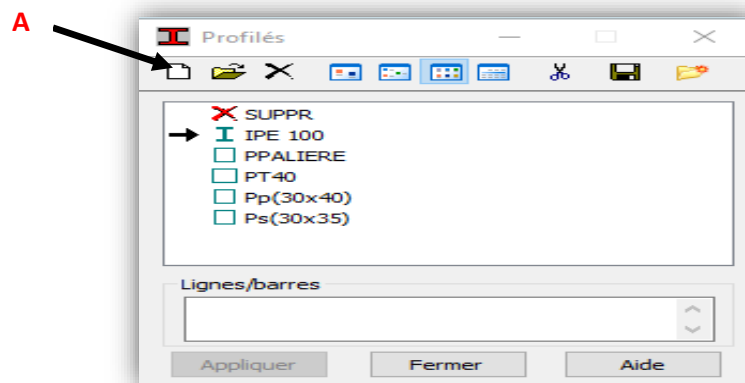 A
Profilés
SUPPR
IPE 100
PPALIERE
PT40
Pp(30x40)
Ps(30x35)
Lignes/barres
Appliquer Fermer Aide